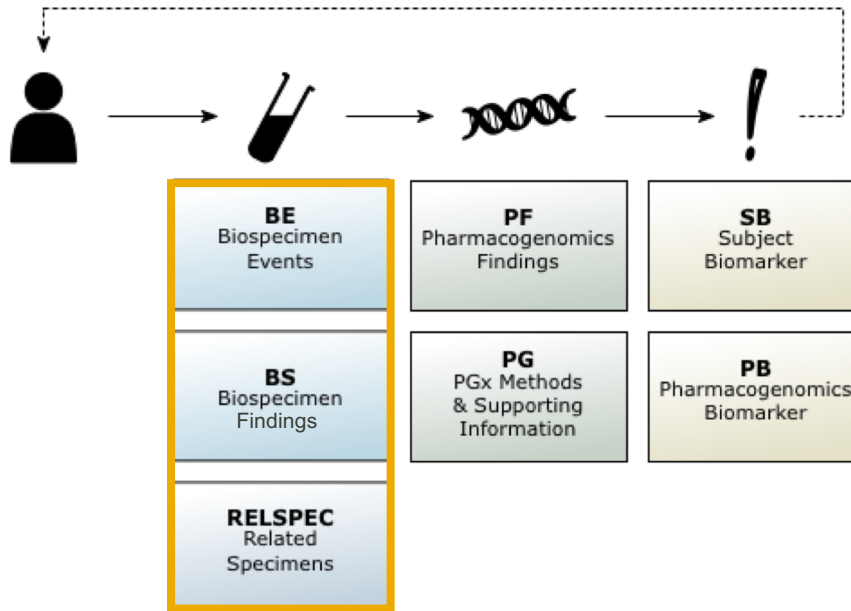 BE
Biospecimen
Events
PF
Pharmacogenomics
Findings
SB
Subject
Biomarker
BS
Biospecimen
Findings
PG
PGx Methods
& Supporting
Information
PB
Pharmacogenomics
Biomarker
RELSPEC
Related
Specimens